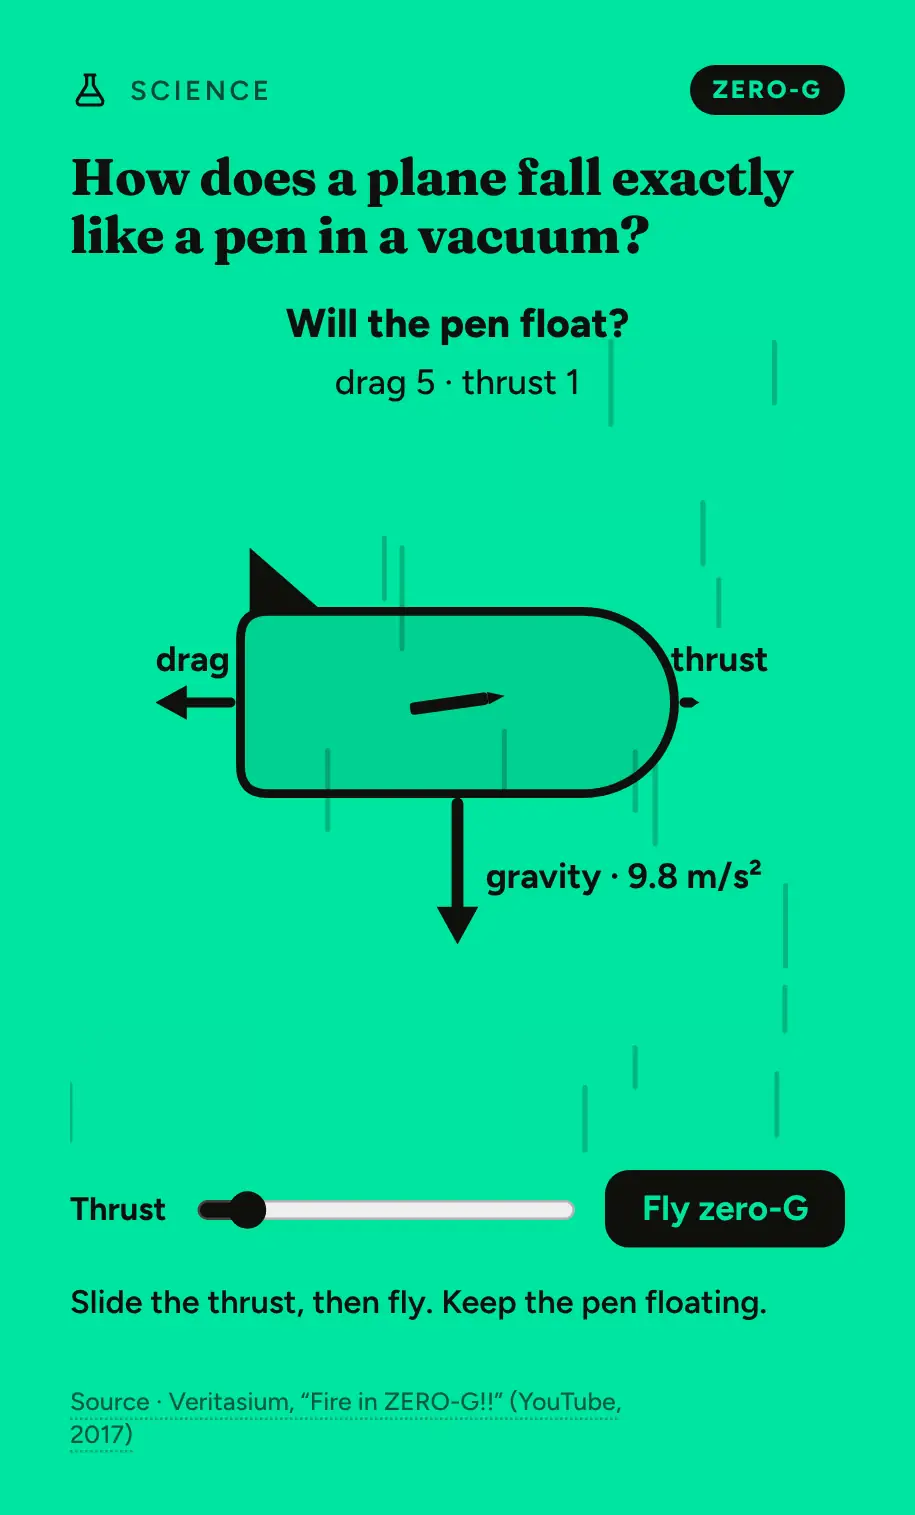 SCIENCE
ZERO-G
How does a plane fall exactly
like a pen in a vacuum?
Will the pen float?
drag 5 · thrust 1
drag
thrust
gravity · 9.8 m/s²
Thrust
Fly zero-G
Slide the thrust, then fly. Keep the pen floating.
Source · Veritasium, “Fire in ZERO-G!!” (YouTube,
2017)